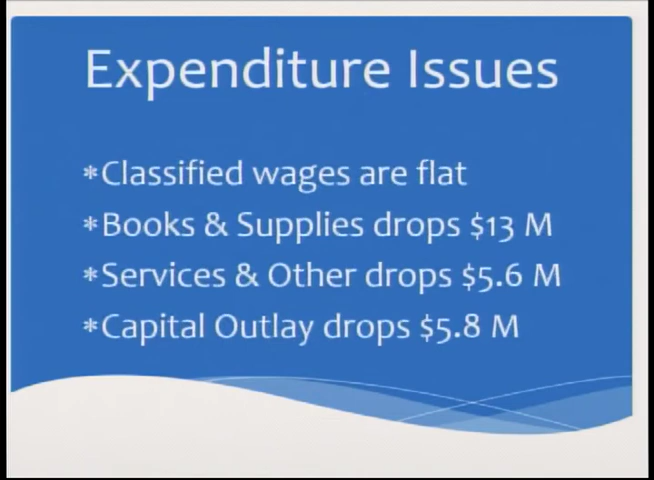 Expenditure Issues
*Classified wages are flat
*Books & Supplies drops $13 M
*Services & Other drops $5.6 M
*Capital Outlay drops $5.8 M